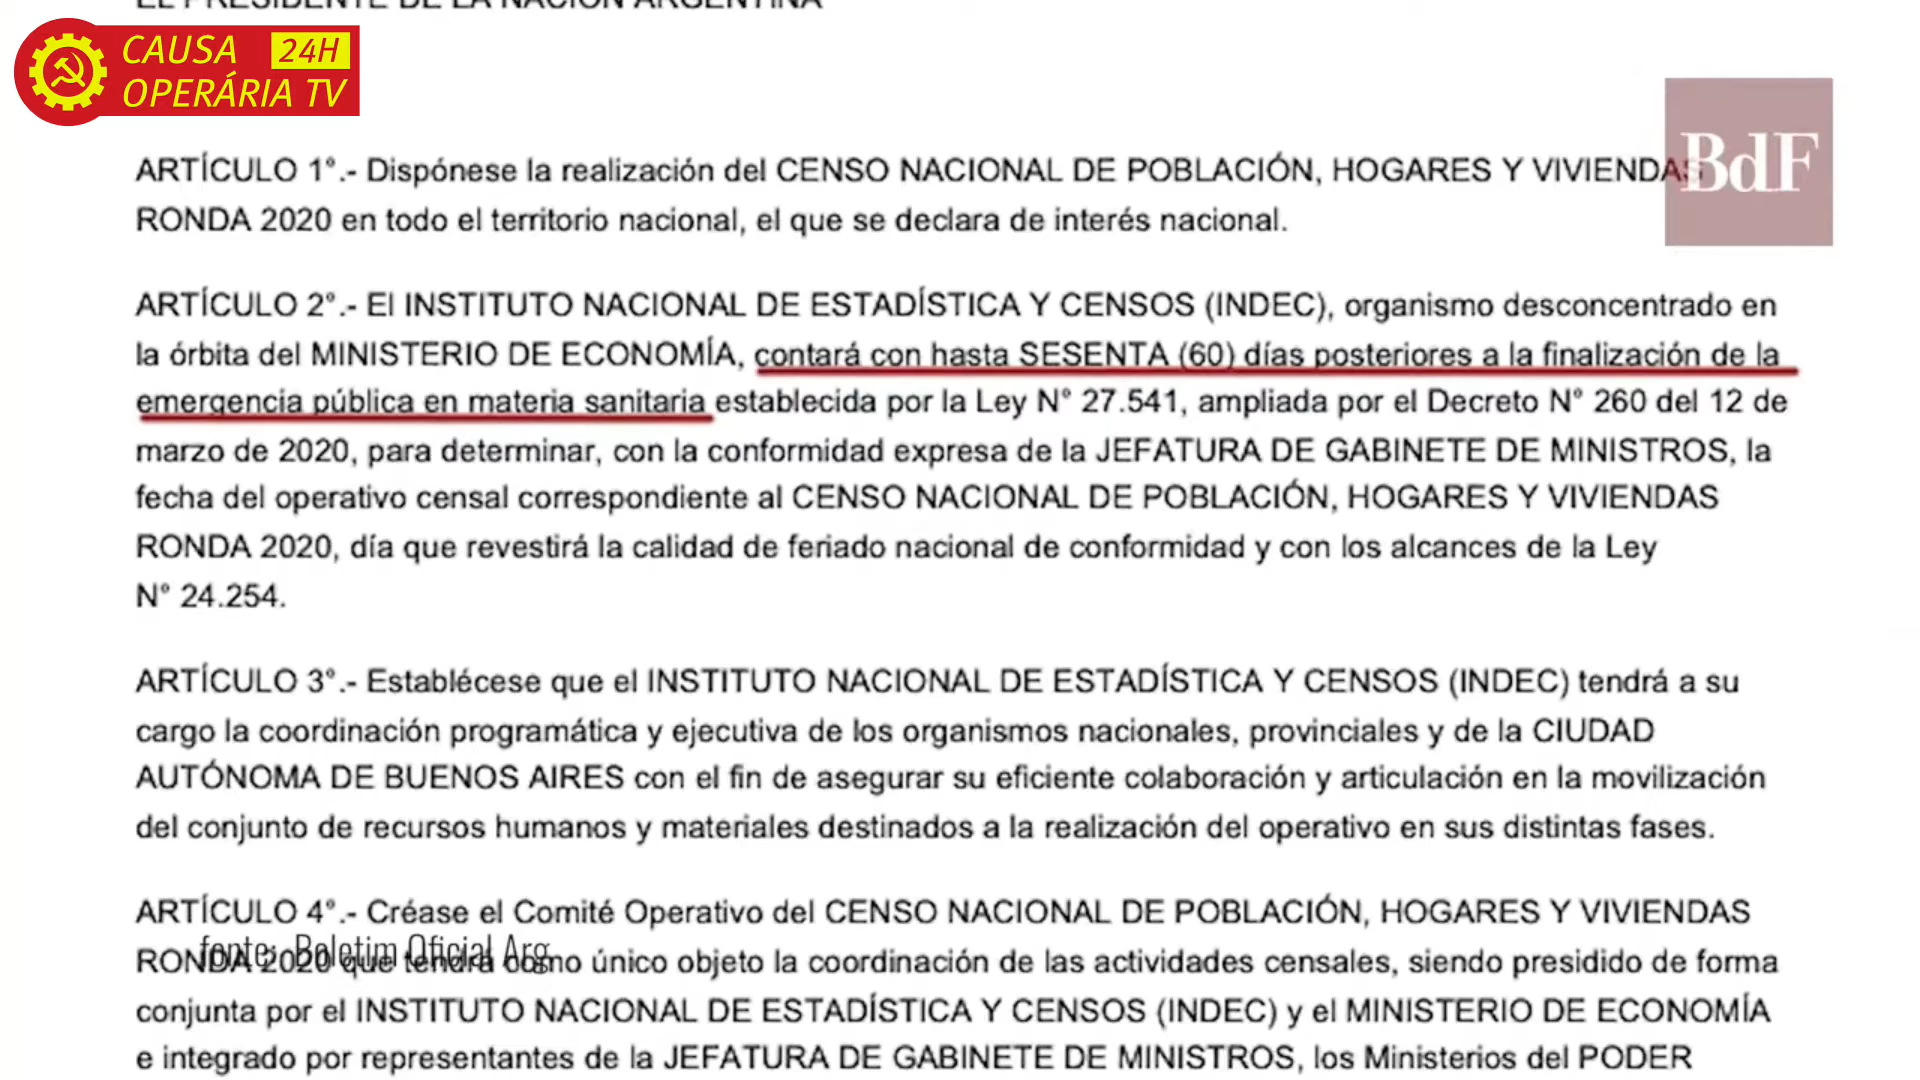 EL PRESIDENTE DE LA NACIÓN ARGENTINA
CAUSA 24H
OPERÁRIA TV
BdF
ARTÍCULO 1°.- Dispónese la realización del CENSO NACIONAL DE POBLACIÓN, HOGARES Y VIVIENDAS
RONDA 2020 en todo el territorio nacional, el que se declara de interés nacional.
ARTÍCULO 2°.- El INSTITUTO NACIONAL DE ESTADÍSTICA Y CENSOS (INDEC), organismo desconcentrado en
la órbita del MINISTERIO DE ECONOMÍA, contará con hasta SESENTA (60) días posteriores a la finalización de la
emergencia pública en materia sanitaria establecida por la Ley N° 27.541, ampliada por el Decreto N° 260 del 12 de
marzo de 2020, para determinar, con la conformidad expresa de la JEFATURA DE GABINETE DE MINISTROS, la
fecha del operativo censal correspondiente al CENSO NACIONAL DE POBLACIÓN, HOGARES Y VIVIENDAS
RONDA 2020, día que revestirá la calidad de feriado nacional de conformidad y con los alcances de la Ley
N° 24.254.
ARTÍCULO 3°.- Establécese que el INSTITUTO NACIONAL DE ESTADÍSTICA Y CENSOS (INDEC) tendrá a su
cargo la coordinación programática y ejecutiva de los organismos nacionales, provinciales y de la CIUDAD
AUTÓNOMA DE BUENOS AIRES con el fin de asegurar su eficiente colaboración y articulación en la movilización
del conjunto de recursos humanos y materiales destinados a la realización del operativo en sus distintas fases.
ARTÍCULO 4°.- Créase el Comité Operativo del CENSO NACIONAL DE POBLACIÓN, HOGARES Y VIVIENDAS
RONDA 2020 que tendrá como único objeto la coordinación de las actividades censales, siendo presidido de forma
fonte: Boletim Oficial Arg
conjunta por el INSTITUTO NACIONAL DE ESTADÍSTICA Y CENSOS (INDEC) y el MINISTERIO DE ECONOMÍA
e integrado por representantes de la JEFATURA DE GABINETE DE MINISTROS, los Ministerios del PODER